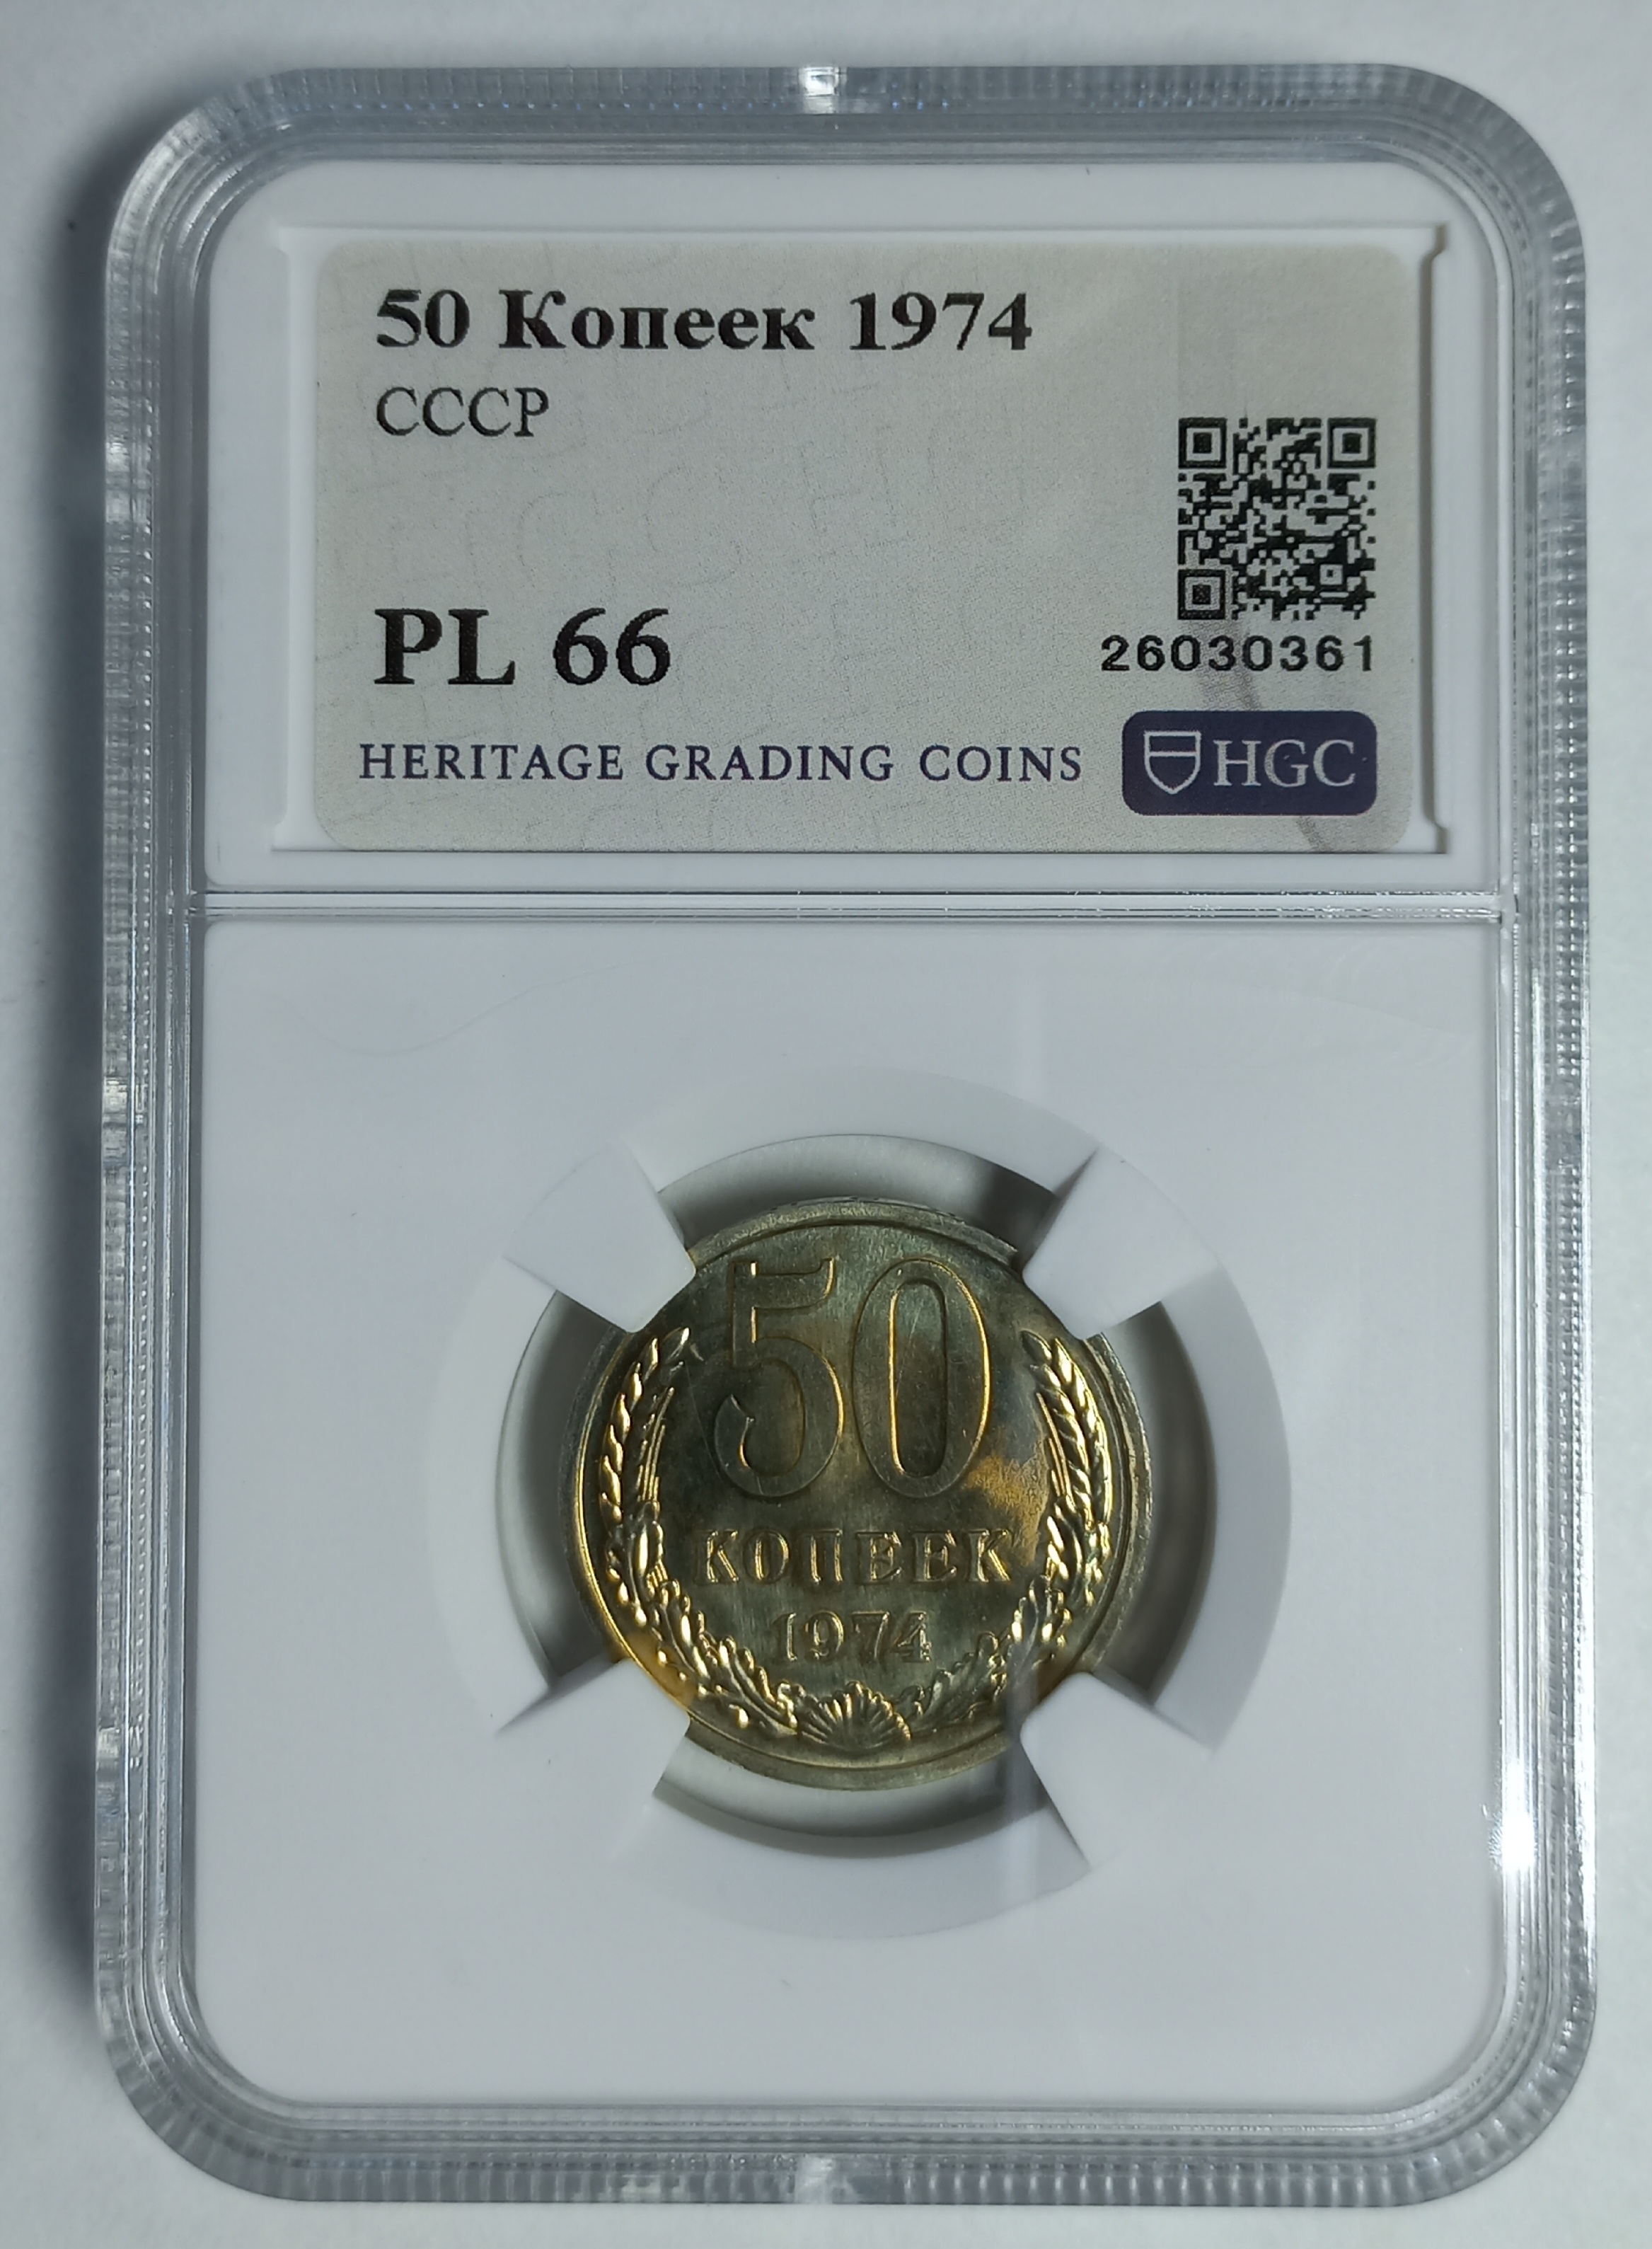 50 Копеек 1974
СССР
PL 66
26030361
HERITAGE GRADING COINS HGC
50
КОПЕЕК
1974